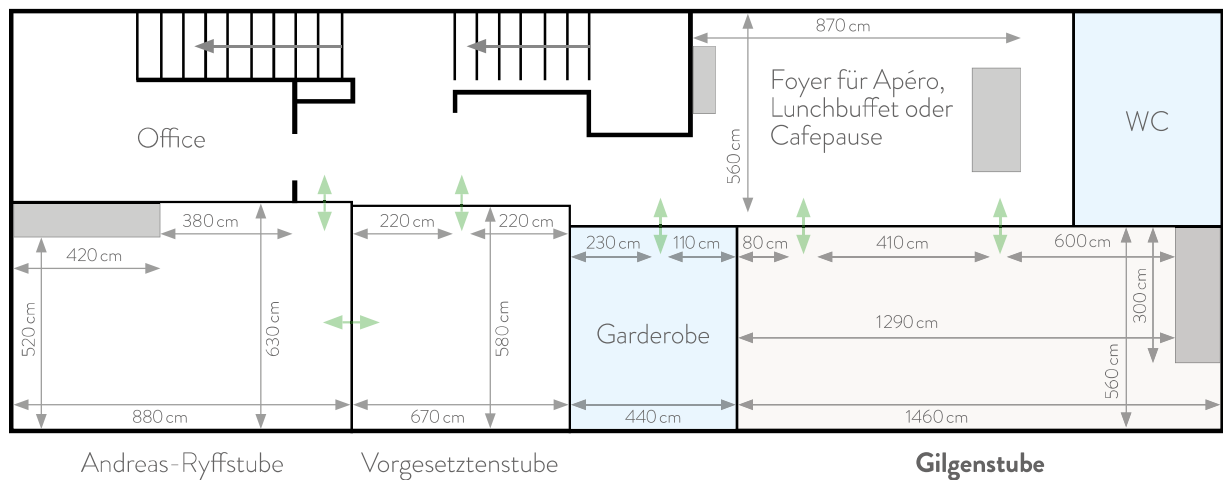 870 cm
Foyer für Apéro,
Lunchbuffet oder
Cafepause
560 cm
WC
Office
380 cm
420 cm
520 cm
630 cm
880 cm
220 cm
220 cm
580 cm
670 cm
230 cm
110 cm
Garderobe
440 cm
80 cm
410 cm
600 cm
300 cm
1290 cm
560 cm
1460 cm
Andreas-Ryffstube
Vorgesetztenstube
Gilgenstube